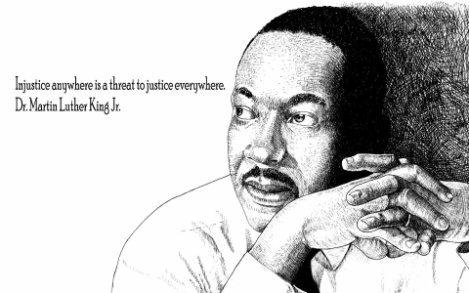 Injustice anywhere is a threat to justice everywhere.
Dr. Martin Luther King Jr.